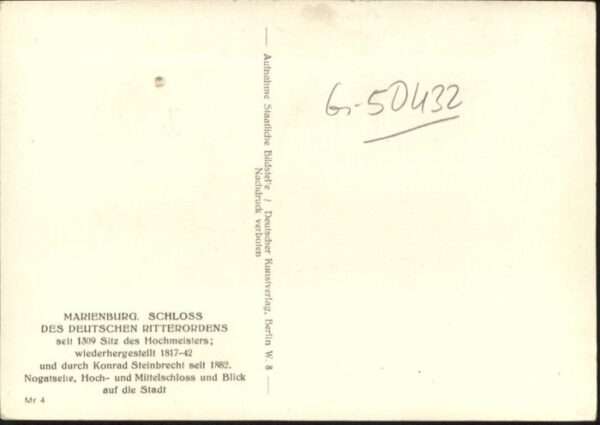 G-50432
Aufnahme Staatliche Bildstelle / Deutscher Kunstverlag, Berlin W. 8
Nachdruck verboten
MARIENBURG. SCHLOSS
DES DEUTSCHEN RITTERORDENS
seit 1309 Sitz des Hochmeisters;
wiederhergestellt 1817-42
und durch Konrad Steinbrecht seit 1882.
Nogatseite, Hoch- und Mittelschloss und Blick
auf die Stadt
Mr 4